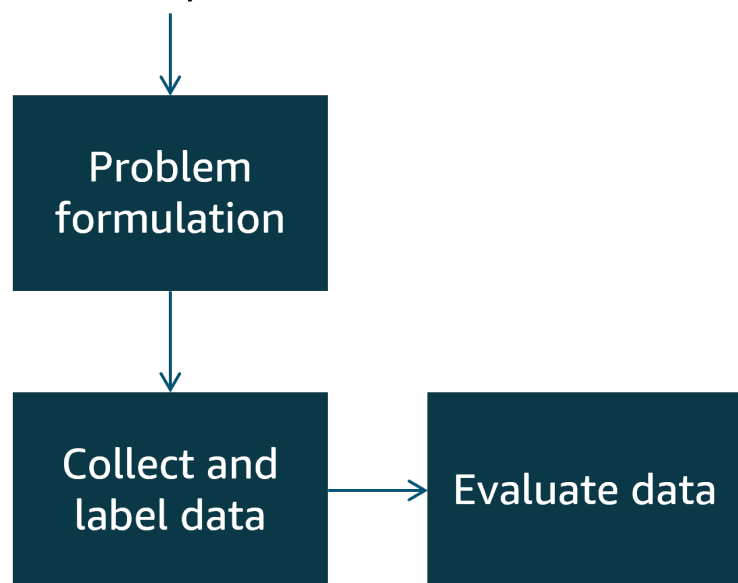 Problem
formulation
Collect and
label data
Evaluate data